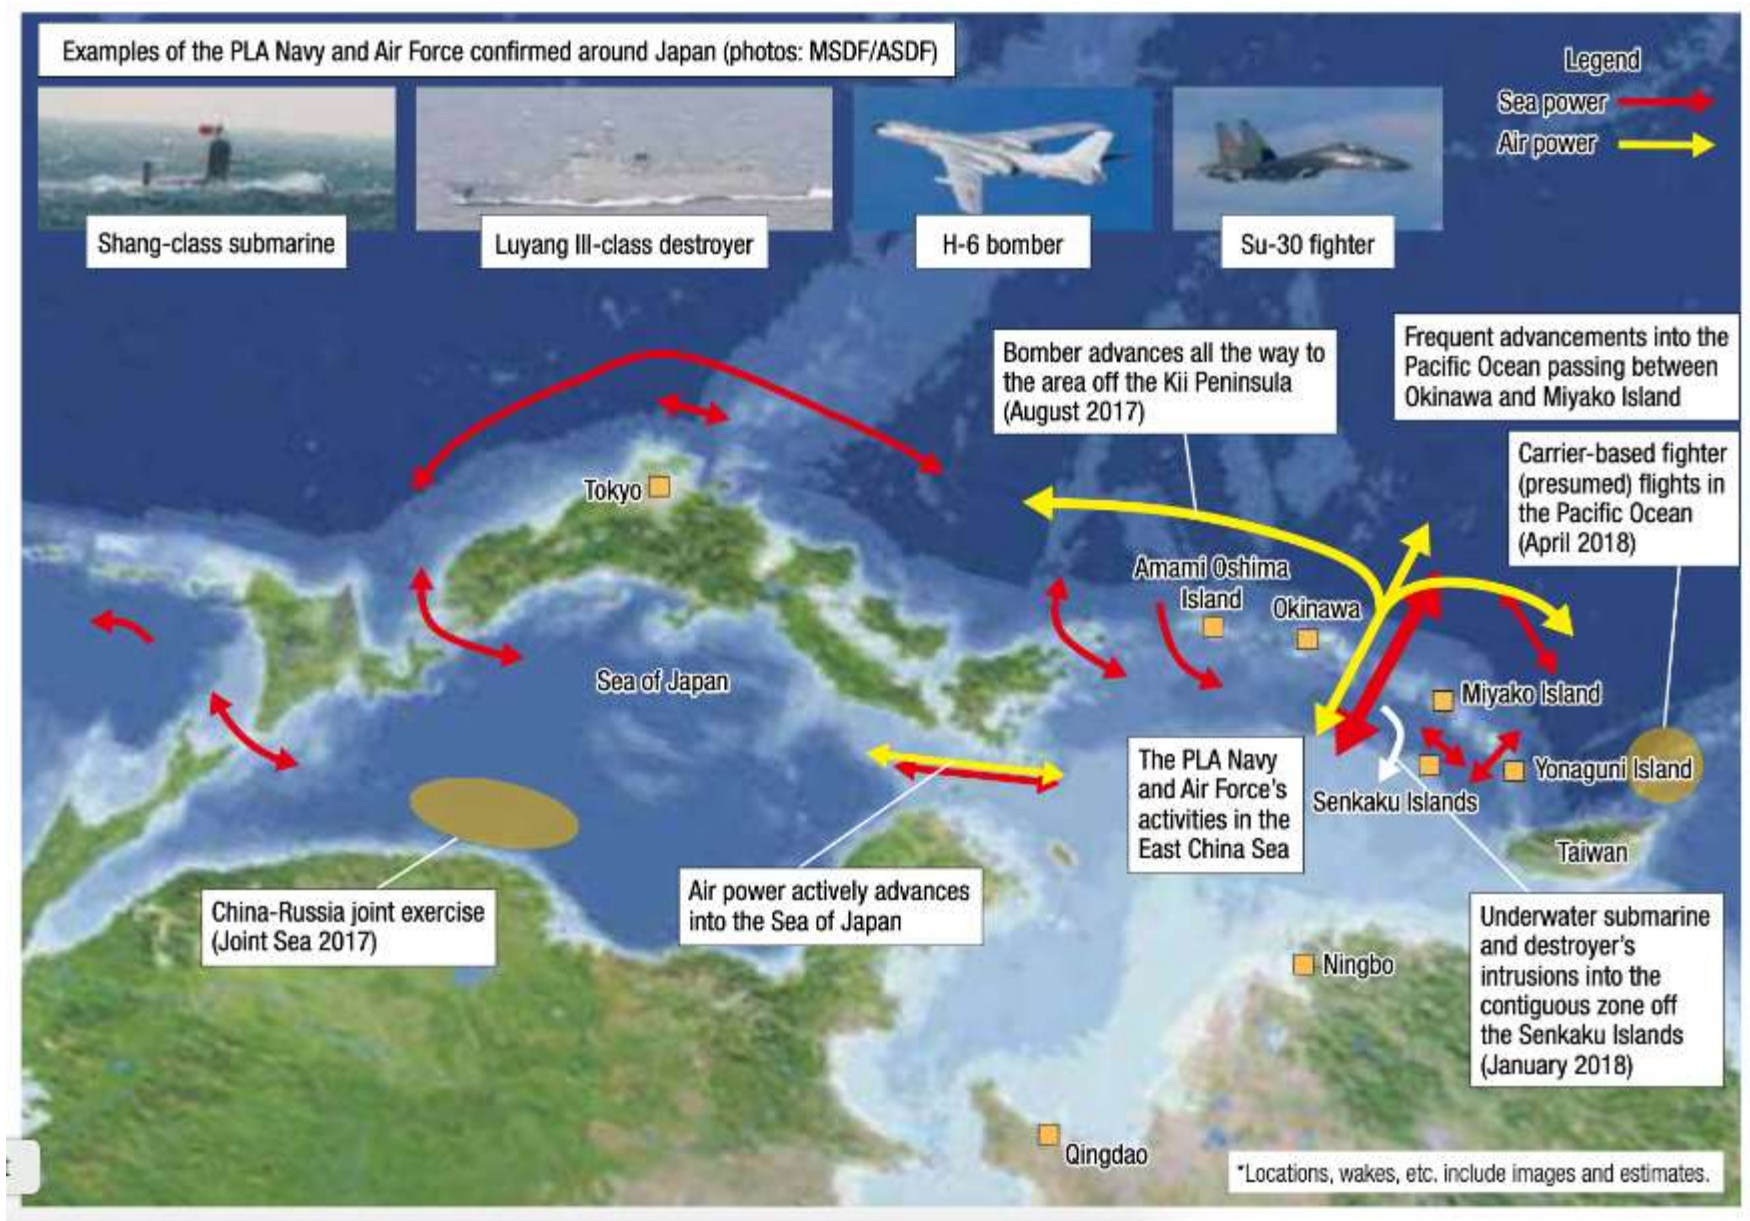 Examples of the PLA Navy and Air Force confirmed around Japan (photos: MSDF/ASDF)
Legend
Sea power
Air power
Shang-class submarine
Luyang III-class destroyer
H-6 bomber
Su-30 fighter
Bomber advances all the way to
the area off the Kii Peninsula
(August 2017)
Frequent advancements into the
Pacific Ocean passing between
Okinawa and Miyako Island
Carrier-based fighter
(presumed) flights in
the Pacific Ocean
(April 2018)
Tokyo
Amami Oshima
Island
Okinawa
Sea of Japan
Miyako Island
The PLA Navy
and Air Force's
activities in the
East China Sea
Yonaguni Island
Senkaku Islands
Taiwan
China-Russia joint exercise
(Joint Sea 2017)
Air power actively advances
into the Sea of Japan
Underwater submarine
and destroyer's
intrusions into the
contiguous zone off
the Senkaku Islands
(January 2018)
Ningbo
Qingdao
*Locations, wakes, etc. include images and estimates.